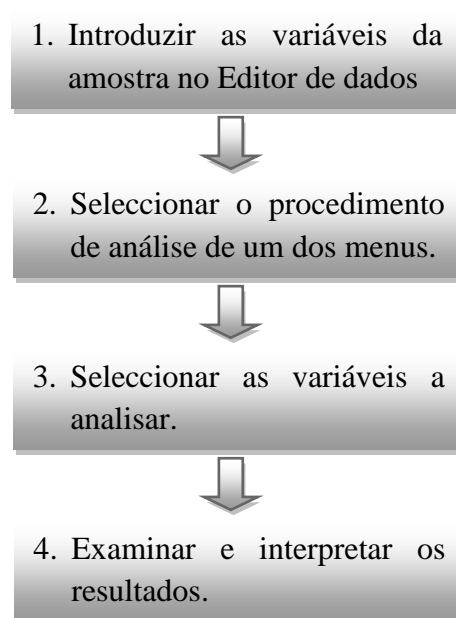 1. Introduzir as variáveis da
amostra no Editor de dados
2. Seleccionar o procedimento
de análise de um dos menus.
3. Seleccionar as variáveis a
analisar.
4. Examinar e interpretar os
resultados.